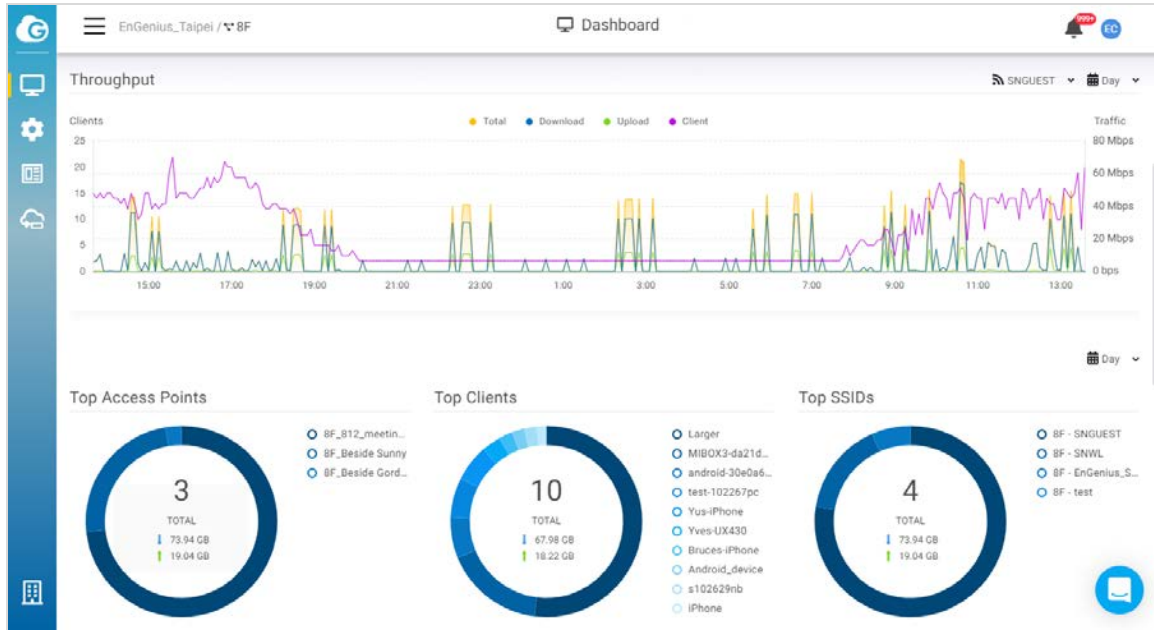 G
EnGenius_Taipei / 8F
Dashboard
999+
EC
Throughput
SNGUEST
Day
Clients
Total
Download
Upload
Client
Traffic
25
20
15
10
5
0
80 Mbps
60 Mbps
40 Mbps
20 Mbps
0 bps
15:00
17:00
19:00
21:00
23:00
1:00
3:00
5:00
7:00
9:00
11:00
13:00
Day
Top Access Points
3
TOTAL
73.94 GB
19.04 GB
8F_812_meetin...
8F_Beside Sunny
8F_Beside Gord...
Top Clients
10
TOTAL
67.98 GB
18.22 GB
Larger
MIBOX3-da21d...
android-30e0a6...
test-102267pc
Yus-iPhone
Yves-UX430
Bruces-iPhone
Android_device
s102629nb
iPhone
Top SSIDs
4
TOTAL
73.94 GB
19.04 GB
8F - SNGUEST
8F - SNWL
8F - EnGenius_S...
8F - test